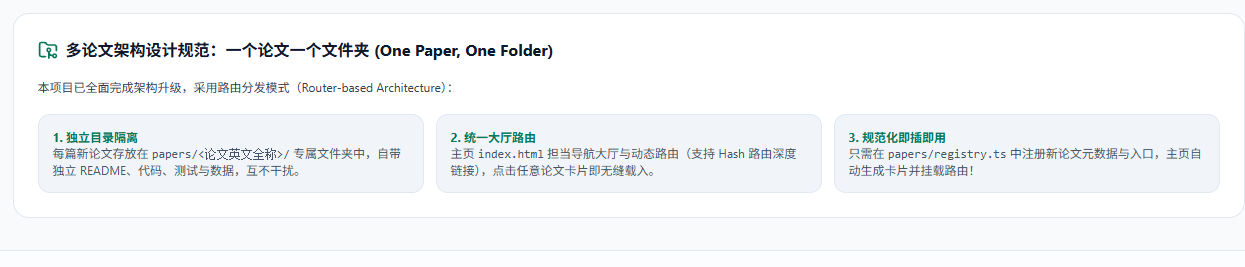 多论文架构设计规范：一个论文一个文件夹 (One Paper, One Folder)
本项目已全面完成架构升级，采用路由分发模式（Router-based Architecture）：
1. 独立目录隔离
每篇新论文存放在 papers/<论文英文全称>/ 专属文件夹中，自带
独立 README、代码、测试与数据，互不干扰。
2. 统一大厅路由
主页 index.html 担当导航大厅与动态路由（支持 Hash 路由深度
链接），点击任意论文卡片即无缝载入。
3. 规范化即插即用
只需在 papers/registry.ts 中注册新论文元数据与入口，主页自
动生成卡片并挂载路由！